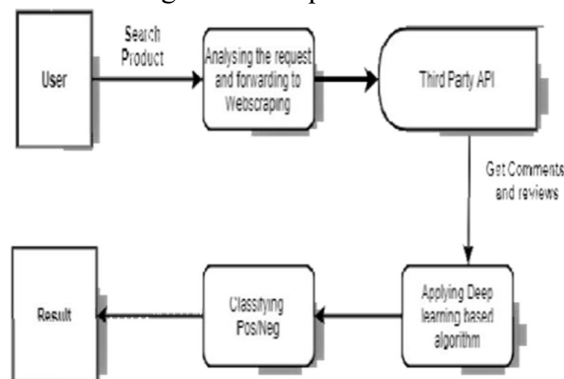 User
Search
Product
Analysing the request
and forwarding to
Webscraping
Third Party API
Get Comments
and reviews
Applying Deep
learning based
algorithm
Classifying
Pos/Neg
Result